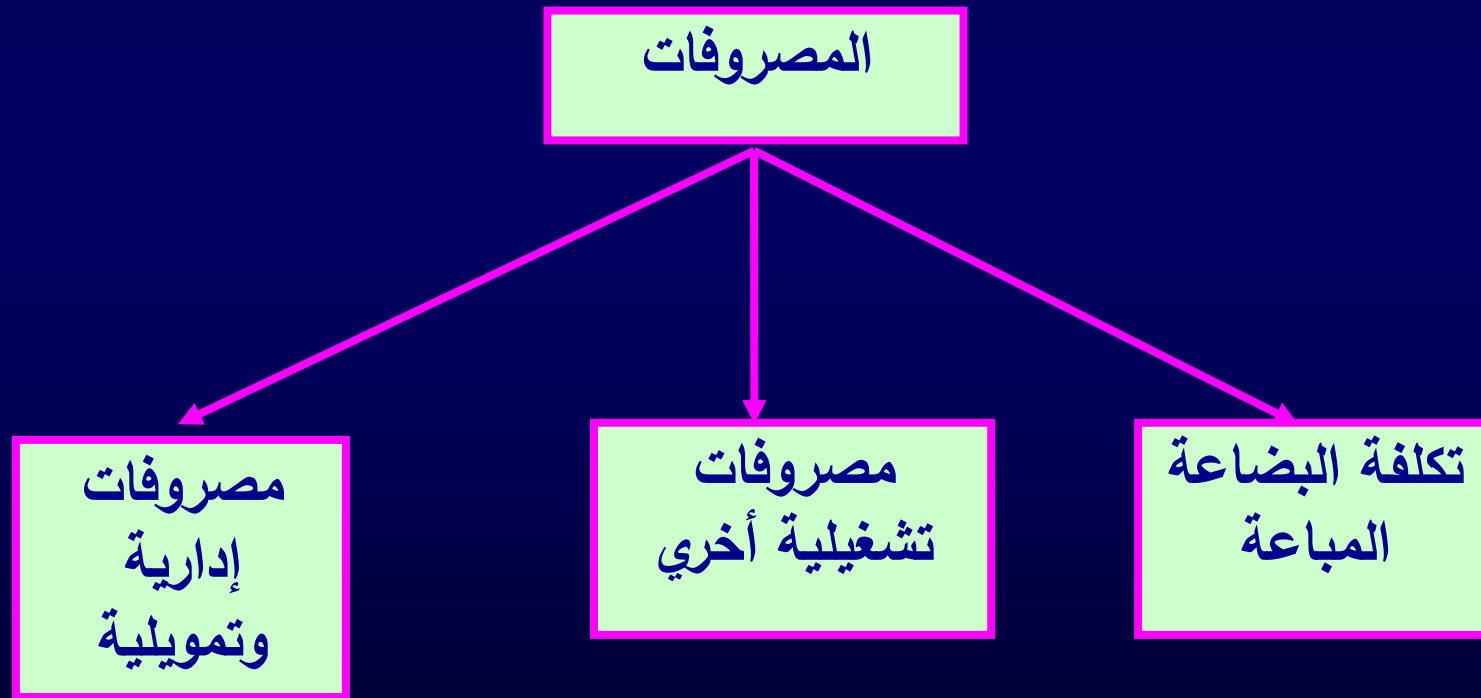 المصروفات
تكلفة البضاعة
المباعة
مصروفات
تشغيلية أخري
مصروفات
إدارية
وتمويلية